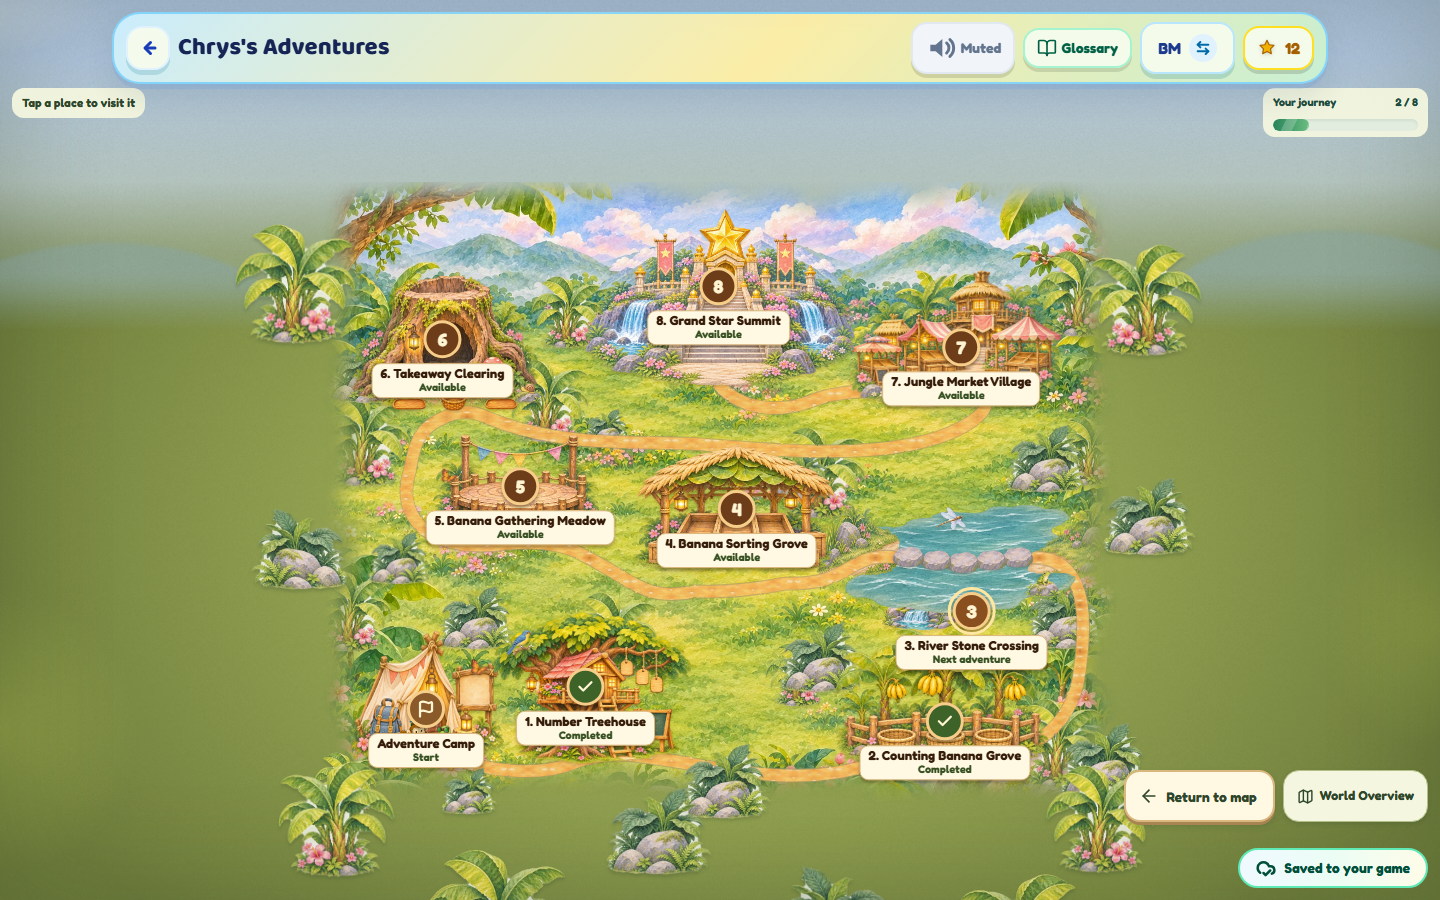 Chrys's Adventures
Muted
Glossary
BM
12
Tap a place to visit it
Your journey 2 / 8
8
8. Grand Star Summit
Available
6
6. Takeaway Clearing
Available
7
7. Jungle Market Village
Available
5
5. Banana Gathering Meadow
Available
4
4. Banana Sorting Grove
Available
3
3. River Stone Crossing
Next adventure
1. Number Treehouse
Completed
Adventure Camp
Start
2. Counting Banana Grove
Completed
Return to map
World Overview
Saved to your game